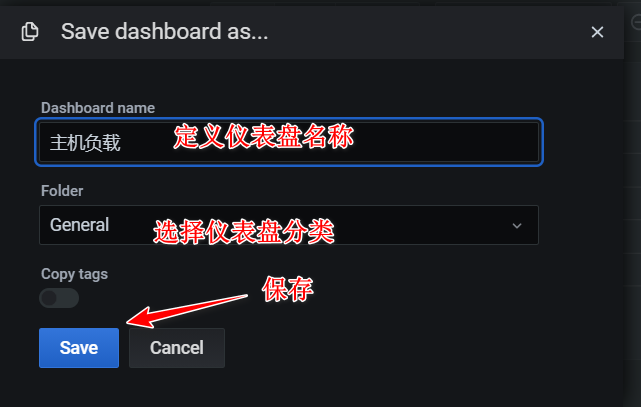 Save dashboard as...
Dashboard name
主机负载 定义仪表盘名称
Folder
General 选择仪表盘分类
Copy tags
保存
Save Cancel